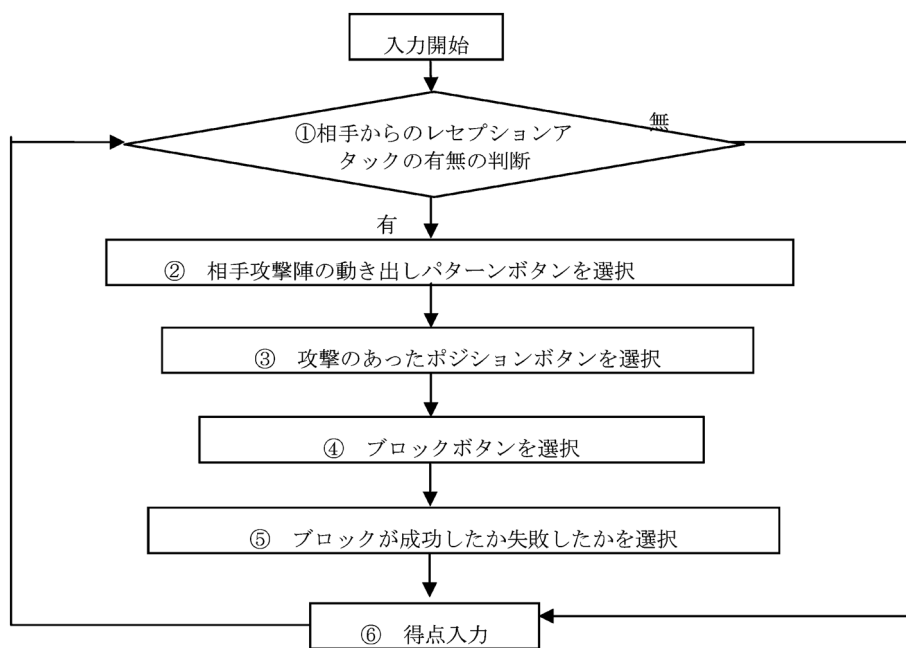 入力開始
①相手からのレセプションア
タックの有無の判断
無
有
②　相手攻撃陣の動き出しパターンボタンを選択
③　攻撃のあったポジションボタンを選択
④　ブロックボタンを選択
⑤　ブロックが成功したか失敗したかを選択
⑥　得点入力